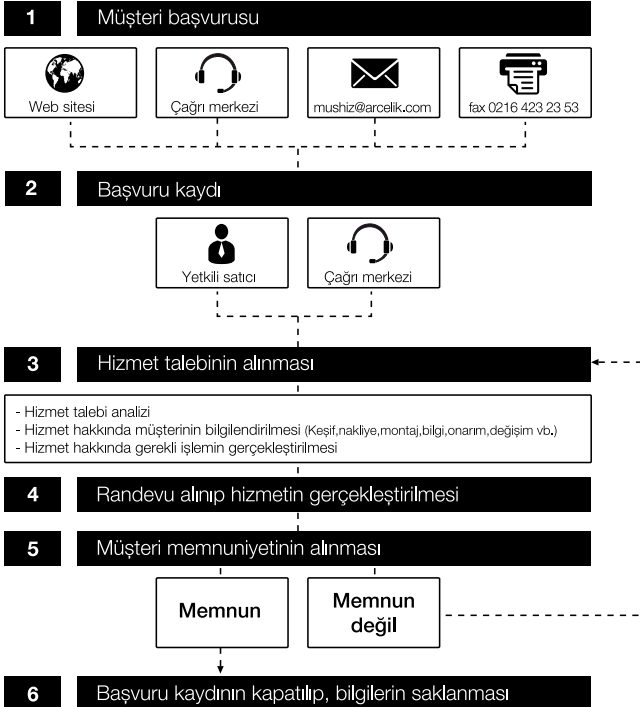 1 Müşteri başvurusu
Web sitesi
Çağrı merkezi
mushiz@arcelik.com
fax 0216 423 23 53
2 Başvuru kaydı
Yetkili satıcı
Çağrı merkezi
3 Hizmet talebinin alınması
- Hizmet talebi analizi
- Hizmet hakkında müşterinin bilgilendirilmesi (Keşif,nakliye,montaj,bilgi,onarım,değişim vb.)
- Hizmet hakkında gerekli işlemin gerçekleştirilmesi
4 Randevu alınıp hizmetin gerçekleştirilmesi
5 Müşteri memnuniyetinin alınması
Memnun
Memnun
değil
6 Başvuru kaydının kapatılıp, bilgilerin saklanması